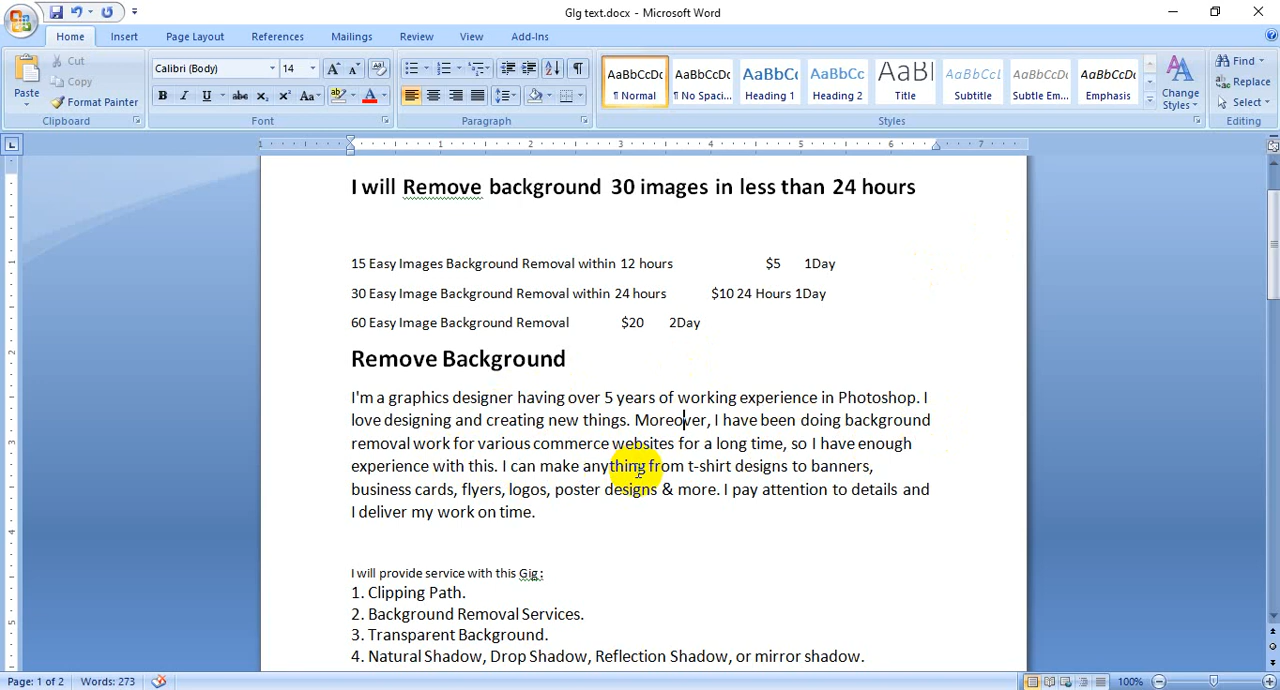 GIg text.docx - Microsoft Word
Home Insert Page Layout References Mailings Review View Add-Ins
Paste
Cut
Copy
Format Painter
Clipboard
Calibri (Body) 14
Font
Paragraph
AaBbCcDc AaBbCcDc AaBbCc AaBbCc AaBl AaBbCcL AaBbCcDc AaBbCcDc
¶ Normal ¶ No Spaci... Heading 1 Heading 2 Title Subtitle Subtle Em... Emphasis
Styles
Change Styles
Find
Replace
Select
Editing
I will Remove background 30 images in less than 24 hours
15 Easy Images Background Removal within 12 hours $5 1Day
30 Easy Image Background Removal within 24 hours $10 24 Hours 1Day
60 Easy Image Background Removal $20 2Day
Remove Background
I'm a graphics designer having over 5 years of working experience in Photoshop. I
love designing and creating new things. Moreover, I have been doing background
removal work for various commerce websites for a long time, so I have enough
experience with this. I can make anything from t-shirt designs to banners,
business cards, flyers, logos, poster designs & more. I pay attention to details and
I deliver my work on time.
I will provide service with this Gig:
1. Clipping Path.
2. Background Removal Services.
3. Transparent Background.
4. Natural Shadow, Drop Shadow, Reflection Shadow, or mirror shadow.
Page: 1 of 2 Words: 273 100%